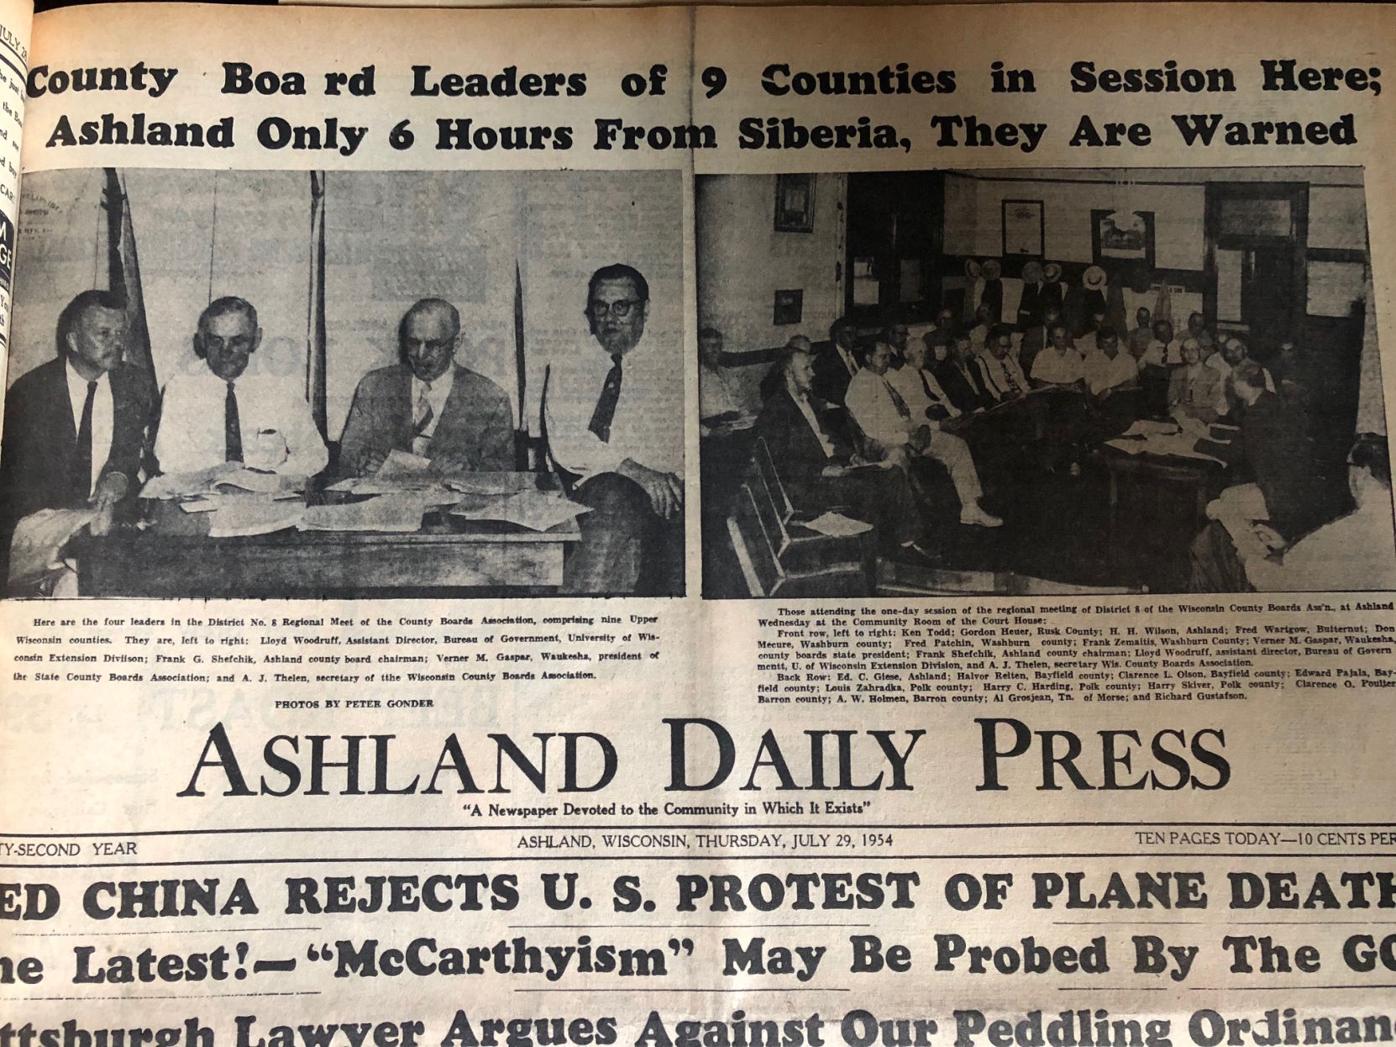 County Boa rd Leaders of 9 Counties in Session Here;
Ashland Only 6 Hours From Siberia, They Are Warned
Here are the four leaders in the District No. 8 Regional Meet of the County Boards Association, comprising nine Upper
Wisconsin counties. They are, left to right: Lloyd Woodruff, Assistant Director, Bureau of Government, University of Wis-
consin Extension Diviison; Frank G. Shefchik, Ashland county board chairman; Verner M. Gaspar, Waukesha, president of
the State County Boards Association; and A. J. Thelen, secretary of tthe Wisconsin County Boards Association.
PHOTOS BY PETER GONDER
Those attending the one-day session of the regional meeting of District 8 of the Wisconsin County Boards Ass'n., at Ashland
Wednesday at the Community Room of the Court House:
Front row, left to right: Ken Todd; Gordon Heuer, Rusk County; H. H. Wilson, Ashland; Fred Wartgow, Butternut; Don
Mecure, Washburn county; Fred Patchin, Washburn county; Frank Zemaitis, Washburn County; Verner M. Gaspar, Waukesha,
county boards state president; Frank Shefchik, Ashland county chairman; Lloyd Woodruff, assistant director, Bureau of Govern
mentt, U. of Wisconsin Extension Division, and A. J. Thelen, secretary Wis. County Boards Association.
Back Row: Ed. C. Giese, Ashland; Halvor Reiten, Bayfield county; Clarence L. Olson, Bayfield county; Edward Pajala, Bay-
field county; Louis Zahradka, Polk county; Harry C. Harding, Polk county; Harry Skiver, Polk county; Clarence O. Poulter
Barron county; A. W. Holmen, Barron county; Al Grosjean, Tn. of Morse; and Richard Gustafson.
ASHLAND DAILY PRESS
"A Newspaper Devoted to the Community in Which It Exists"
TY-SECOND YEAR ASHLAND, WISCONSIN, THURSDAY, JULY 29, 1954 TEN PAGES TODAY—10 CENTS PER
ED CHINA REJECTS U. S. PROTEST OF PLANE DEATH
he Latest!—"McCarthyism" May Be Probed By The GO
ttsburgh Lawyer Argues Against Our Peddling Ordinan